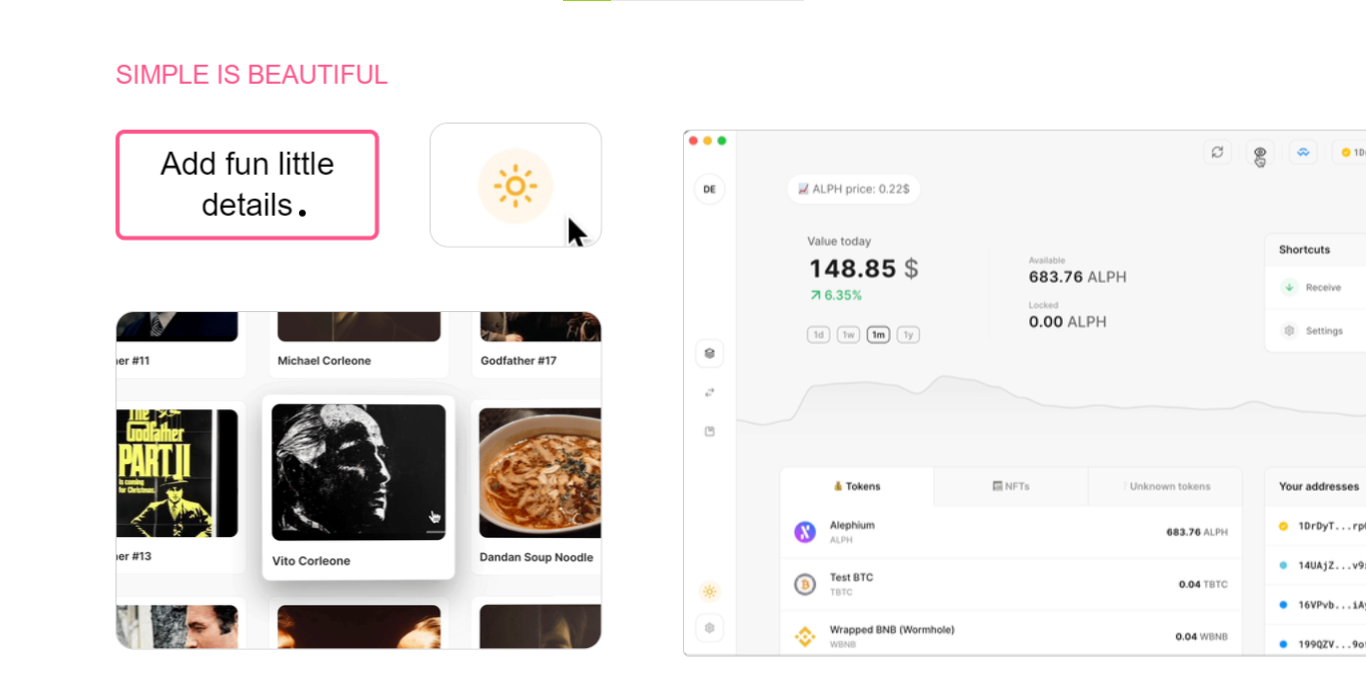 SIMPLE IS BEAUTIFUL
Add fun little
details.
er #11
Michael Corleone
Godfather #17
The
Godfather
PART II
is coming
for Christmas.
er #13
Vito Corleone
Dandan Soup Noodle
DE
ALPH price: 0.22$
Value today
148.85 $
6.35%
1d 1w 1m 1y
Available
683.76 ALPH
Locked
0.00 ALPH
Shortcuts
Receive
Settings
Tokens
NFTs
Unknown tokens
Alephium
ALPH
683.76 ALPH
Test BTC
TBTC
0.04 TBTC
Wrapped BNB (Wormhole)
WBNB
0.04 WBNB
Your addresses
1DrDyT...rp
14UAjZ...v9
16VPvb...iA
199QZV...9o